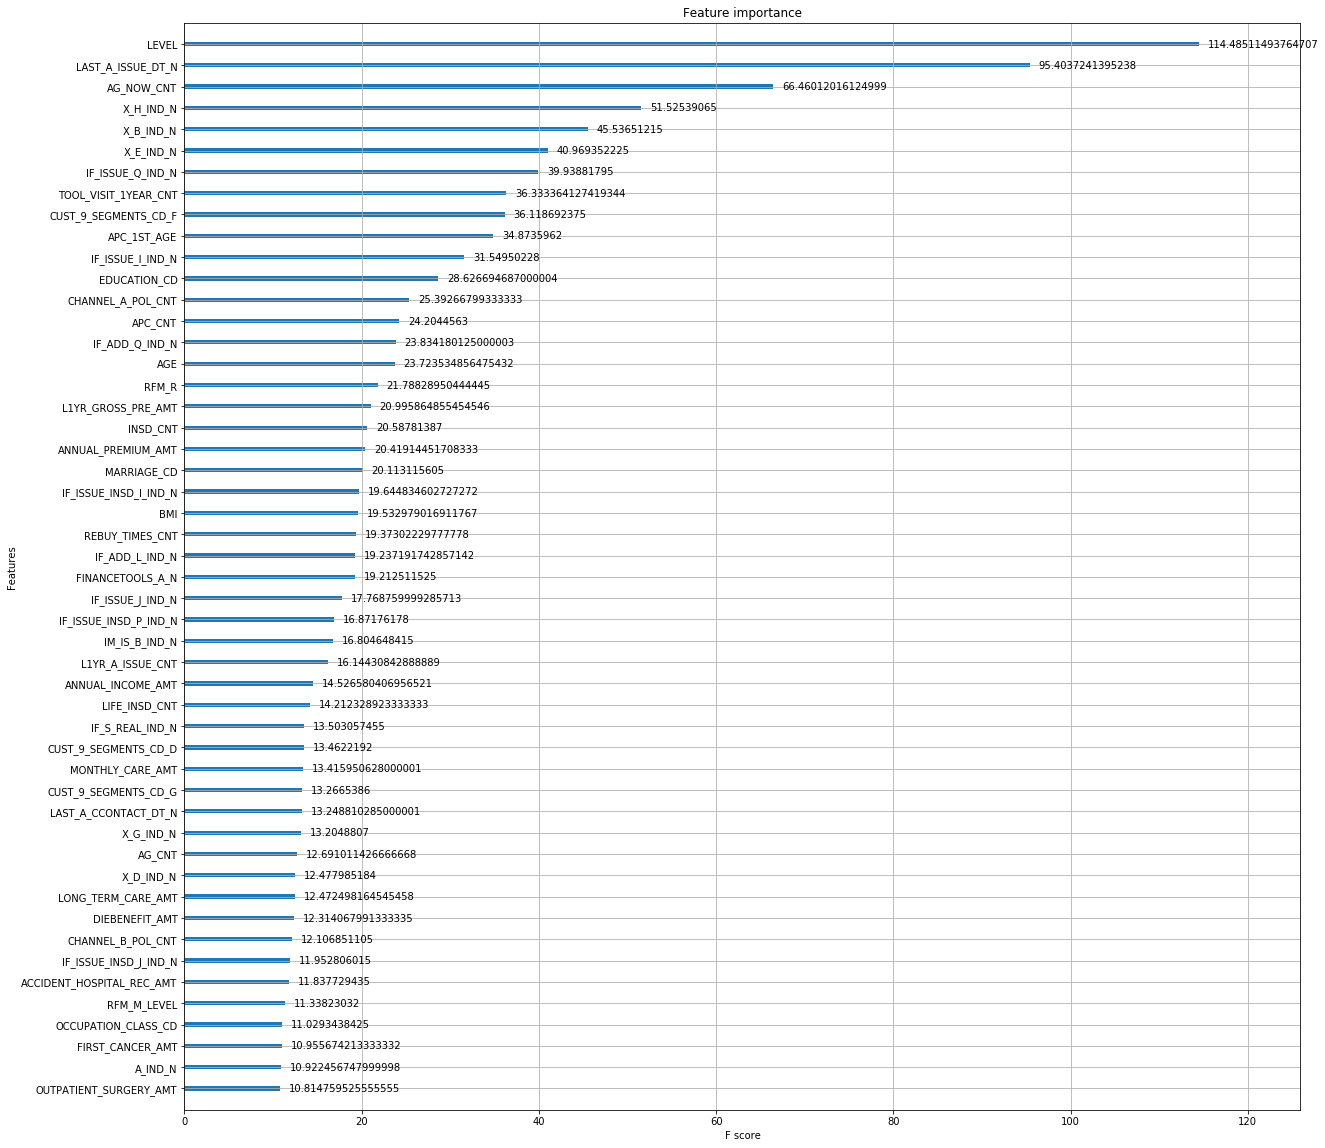 Feature importance
LEVEL 114.48511493764707
LAST_A_ISSUE_DT_N 95.4037241395238
AG_NOW_CNT 66.46012016124999
X_H_IND_N 51.52539065
X_B_IND_N 45.53651215
X_E_IND_N 40.969352225
IF_ISSUE_Q_IND_N 39.93881795
TOOL_VISIT_1YEAR_CNT 36.333364127419344
CUST_9_SEGMENTS_CD_F 36.118692375
APC_1ST_AGE 34.8735962
IF_ISSUE_I_IND_N 31.54950228
EDUCATION_CD 28.626694687000004
CHANNEL_A_POL_CNT 25.39266799333333
APC_CNT 24.2044563
IF_ADD_Q_IND_N 23.834180125000003
AGE 23.723534856475432
RFM_R 21.78828950444445
L1YR_GROSS_PRE_AMT 20.995864855454546
INSD_CNT 20.58781387
ANNUAL_PREMIUM_AMT 20.41914451708333
MARRIAGE_CD 20.113115605
IF_ISSUE_INSD_I_IND_N 19.644834602727272
BMI 19.532979016911767
REBUY_TIMES_CNT 19.37302229777778
IF_ADD_L_IND_N 19.237191742857142
FINANCETOOLS_A_N 19.212511525
IF_ISSUE_J_IND_N 17.768759999285713
IF_ISSUE_INSD_P_IND_N 16.87176178
IM_IS_B_IND_N 16.804648415
L1YR_A_ISSUE_CNT 16.14430842888889
ANNUAL_INCOME_AMT 14.526580406956521
LIFE_INSD_CNT 14.212328923333333
IF_S_REAL_IND_N 13.503057455
CUST_9_SEGMENTS_CD_D 13.4622192
MONTHLY_CARE_AMT 13.415950628000001
CUST_9_SEGMENTS_CD_G 13.2665386
LAST_A_CCONTACT_DT_N 13.248810285000001
X_G_IND_N 13.2048807
AG_CNT 12.691011426666668
X_D_IND_N 12.477985184
LONG_TERM_CARE_AMT 12.472498164545458
DIEBENEFIT_AMT 12.314067991333335
CHANNEL_B_POL_CNT 12.106851105
IF_ISSUE_INSD_J_IND_N 11.952806015
ACCIDENT_HOSPITAL_REC_AMT 11.837729435
RFM_M_LEVEL 11.33823032
OCCUPATION_CLASS_CD 11.0293438425
FIRST_CANCER_AMT 10.955674213333332
A_IND_N 10.922456747999998
OUTPATIENT_SURGERY_AMT 10.814759525555555
Features
0 20 40 60 80 100 120
F score